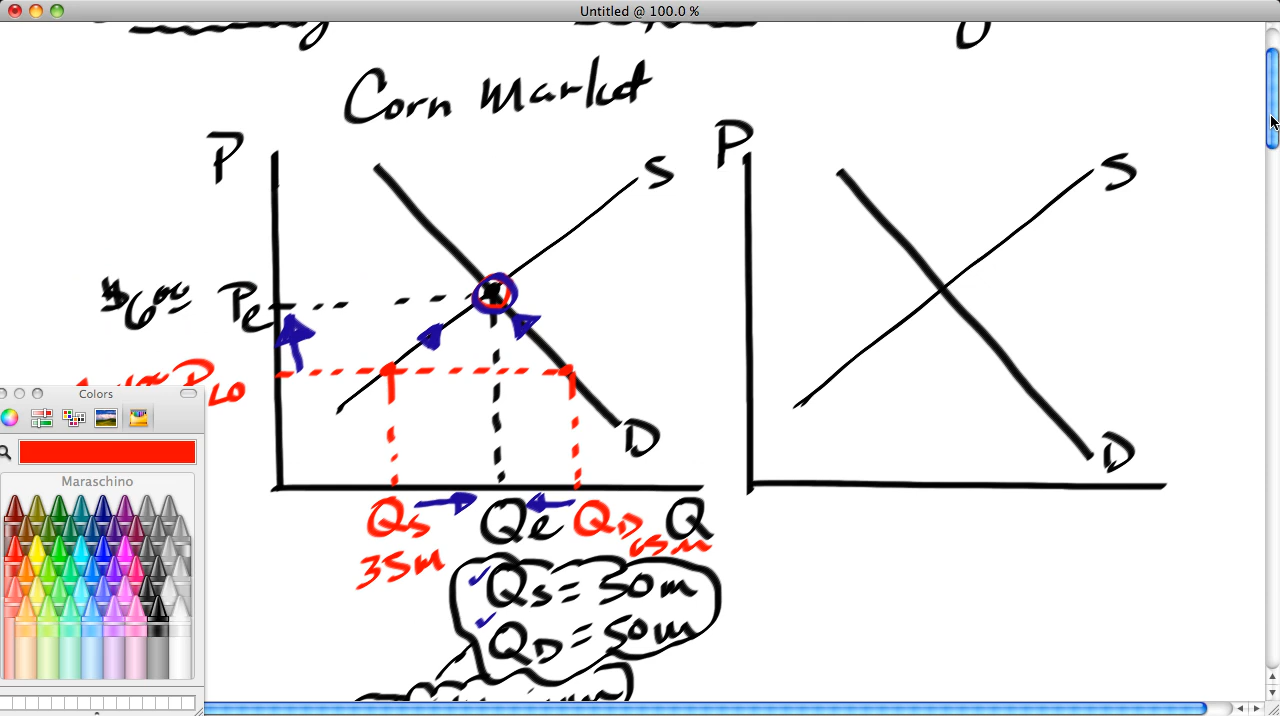 Untitled @ 100.0 %
Corn Market
P
S
$6.00 Pe
PLO
D
Qs Qe QD Q
35m
65m
Qs = 50m
QD = 50m
P
S
D
Colors
Maraschino